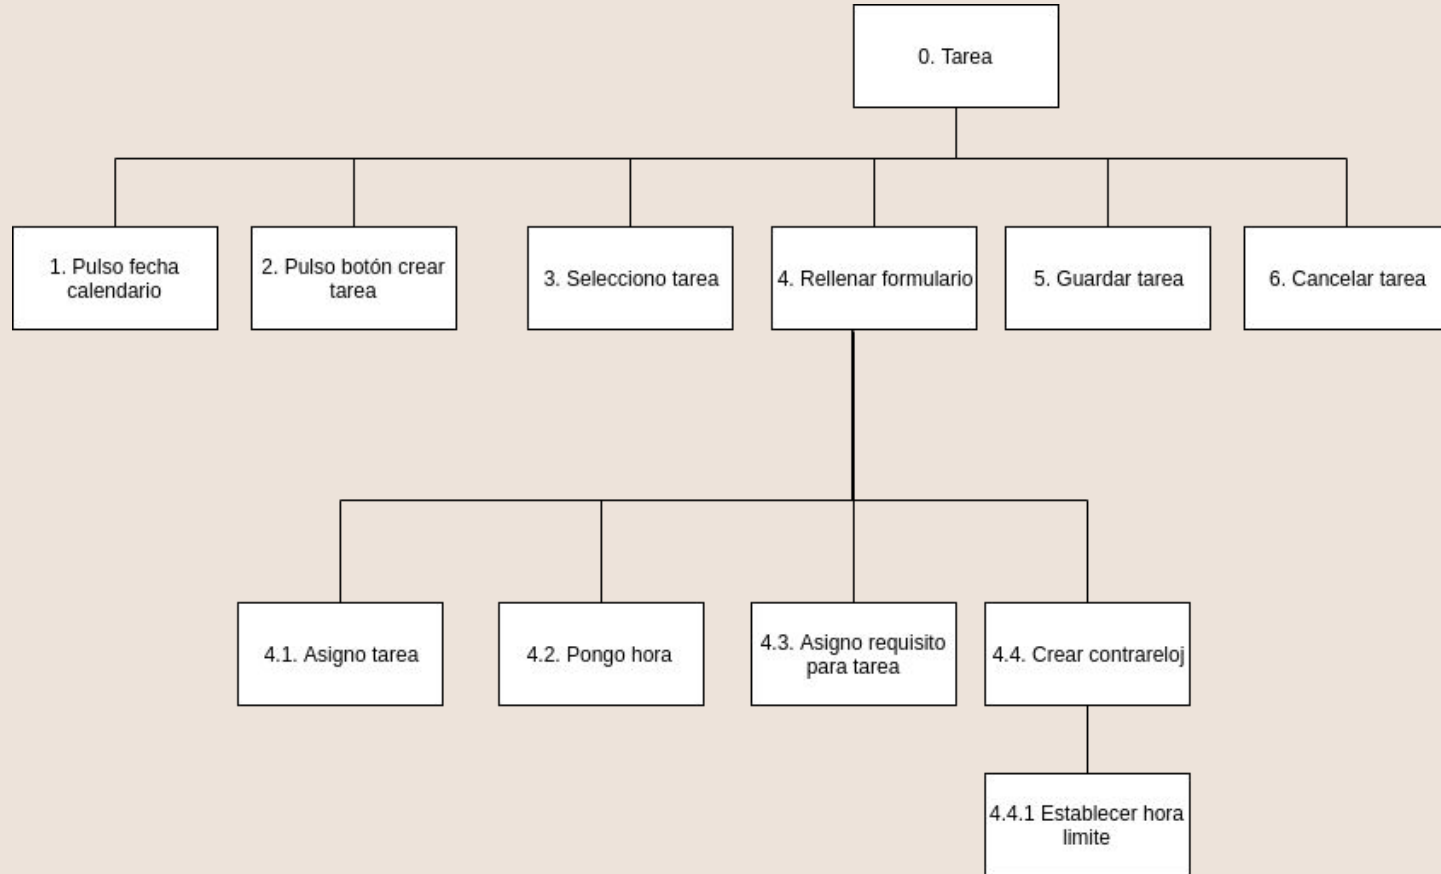 0. Tarea
1. Pulso fecha
calendario
2. Pulso botón crear
tarea
3. Selecciono tarea
4. Rellenar formulario
5. Guardar tarea
6. Cancelar tarea
4.1. Asigno tarea
4.2. Pongo hora
4.3. Asigno requisito
para tarea
4.4. Crear contrareloj
4.4.1 Establecer hora
limite